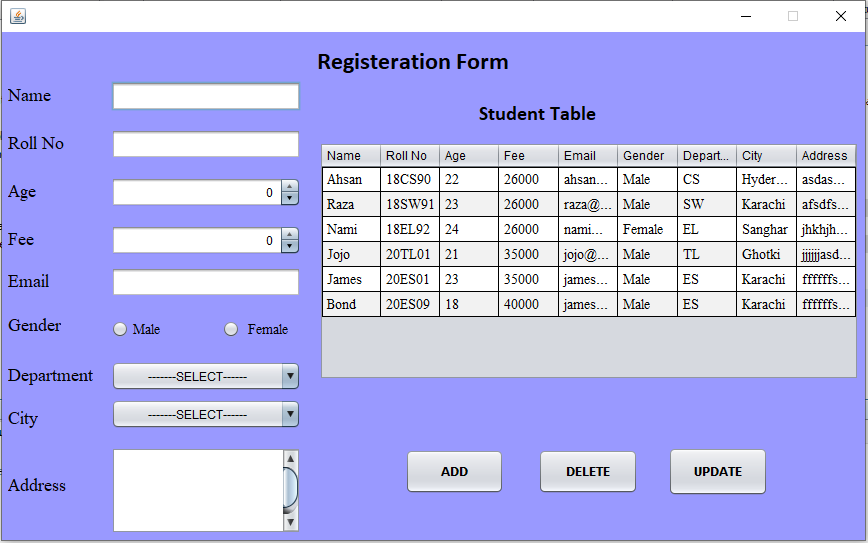 Registeration Form
Name
Roll No
Age 0
Fee 0
Email
Gender Male Female
Department -------SELECT------
City -------SELECT------
Address
Student Table
Name Roll No Age Fee Email Gender Depart... City Address
Ahsan 18CS90 22 26000 ahsan... Male CS Hyder... asdas...
Raza 18SW91 23 26000 raza@... Male SW Karachi afsdfs...
Nami 18EL92 24 26000 nami... Female EL Sanghar jhkhjh...
Jojo 20TL01 21 35000 jojo@... Male TL Ghotki jjjjjjasd...
James 20ES01 23 35000 james... Male ES Karachi ffffffs...
Bond 20ES09 18 40000 james... Male ES Karachi ffffffs...
ADD DELETE UPDATE